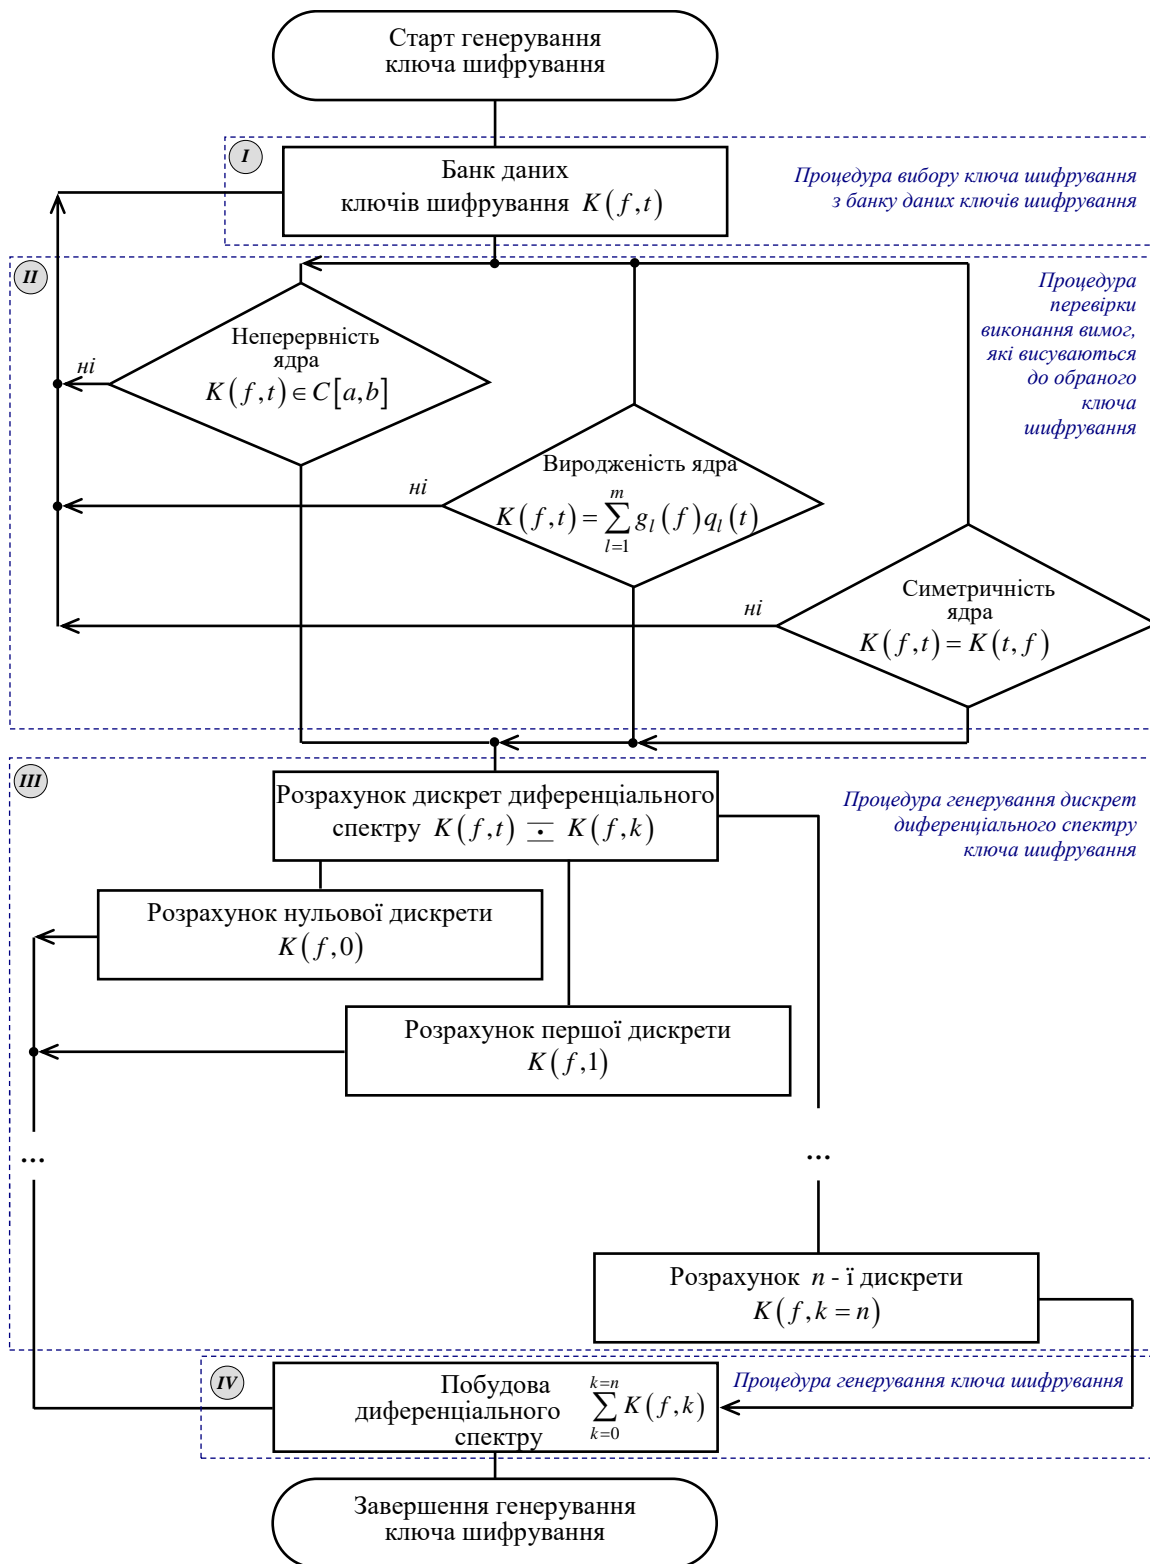 Старт генерування
ключа шифрування
I
Банк даних
ключів шифрування K(f,t)
Процедура вибору ключа шифрування
з банку даних ключів шифрування
II
Процедура
перевірки
виконання вимог,
які висуваються
до обраного
ключа
шифрування
Неперервність
ядра
K(f,t)∈C[a,b]
ні
Виродженість ядра
K(f,t)=∑_{l=1}^{m} g_l(f)q_l(t)
ні
Симетричність
ядра
K(f,t)=K(t,f)
ні
III
Розрахунок дискрет диференціального
спектру K(f,t) ⩪ K(f,k)
Процедура генерування дискрет
диференціального спектру
ключа шифрування
Розрахунок нульової дискрети
K(f,0)
Розрахунок першої дискрети
K(f,1)
...
...
Розрахунок n - ї дискрети
K(f,k=n)
IV
Побудова
диференціального
спектру
∑_{k=0}^{k=n} K(f,k)
Процедура генерування ключа шифрування
Завершення генерування
ключа шифрування